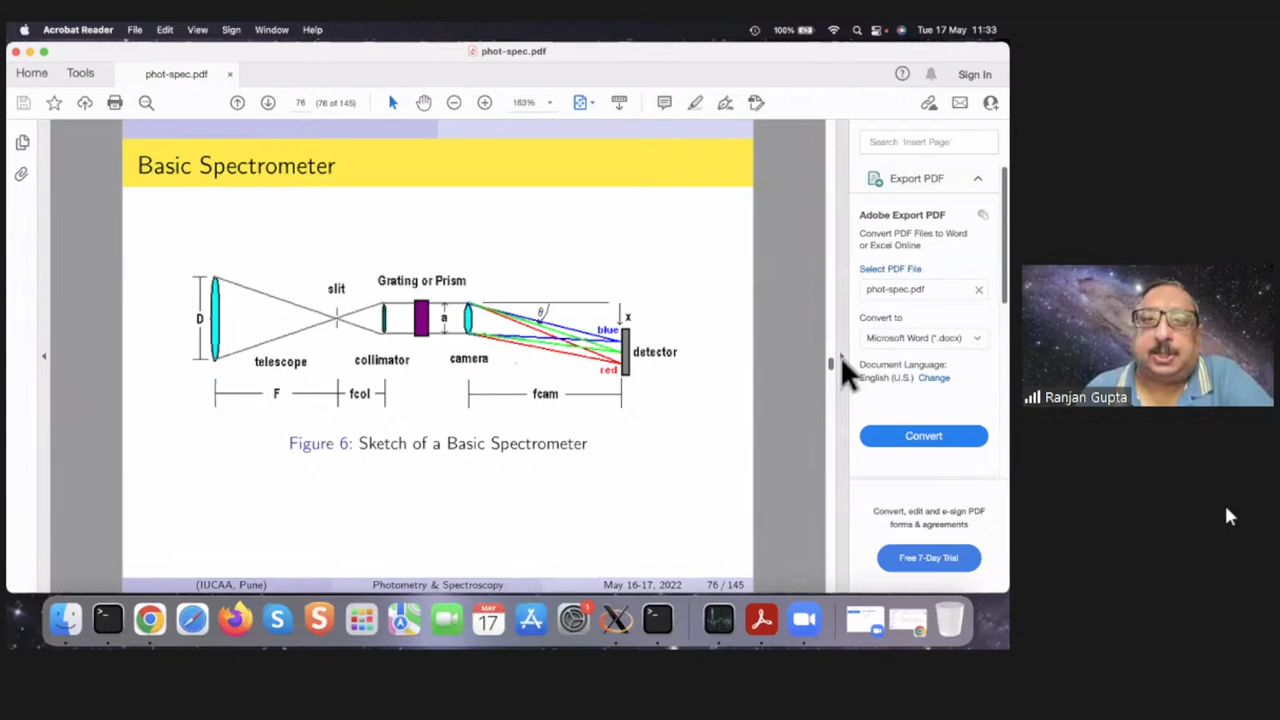 Acrobat Reader File Edit View Sign Window Help 100% Tue 17 May 11:33
phot-spec.pdf
Home Tools phot-spec.pdf × Sign In
76 (76 of 145) 163%
Basic Spectrometer
Grating or Prism
slit
D
a
θ
x
blue
red
detector
telescope
collimator
camera
F
fcol
fcam
Figure 6: Sketch of a Basic Spectrometer
(IUCAA, Pune) Photometry & Spectroscopy May 16-17, 2022 76 / 145
Search 'Insert Page'
Export PDF
Adobe Export PDF
Convert PDF Files to Word
or Excel Online
Select PDF File
phot-spec.pdf
Convert to
Microsoft Word (*.docx)
Document Language:
English (U.S.) Change
Convert
Convert, edit and e-sign PDF
forms & agreements
Free 7-Day Trial
Ranjan Gupta
MAY
17
1